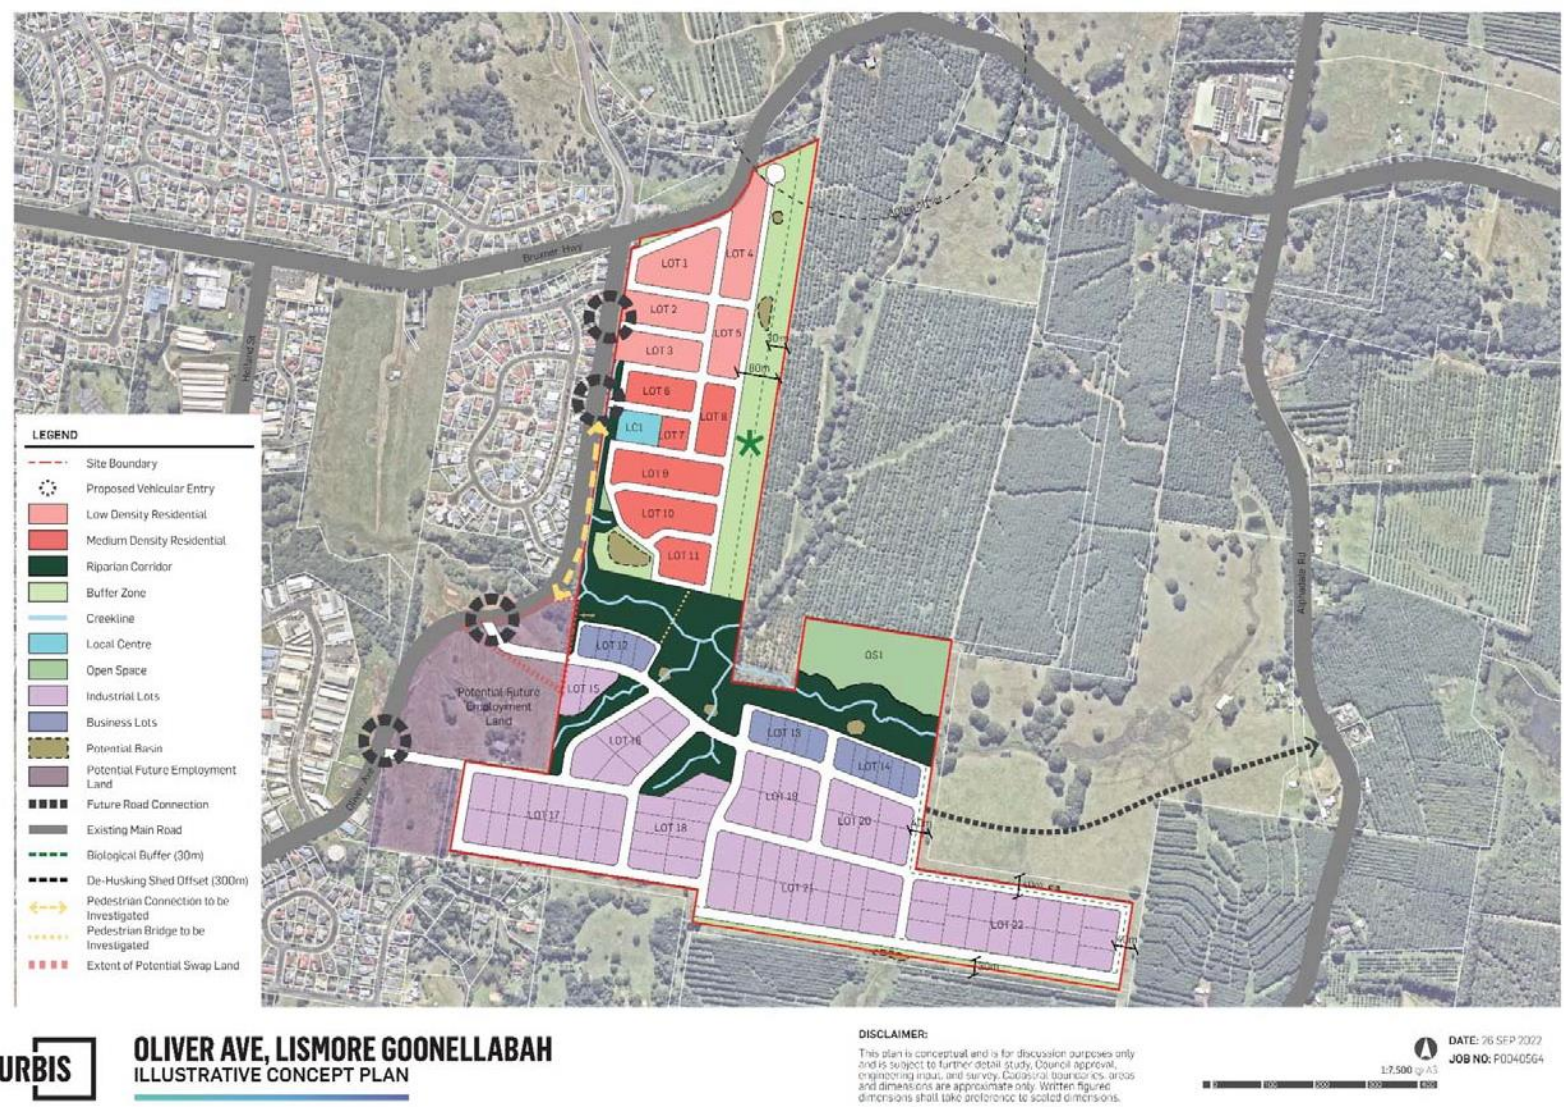 Bruxner Hwy
Holland St
Oliver Ave
Alphadale Rd
LOT 1
LOT 4
LOT 2
LOT 5
LOT 3
80m
LOT 6
LOT 8
LC1
LOT 7
LOT 9
LOT 10
LOT 11
LOT 12
LOT 15
OS1
Potential Future
Employment
Land
LOT 16
LOT 13
LOT 14
LOT 17
LOT 18
LOT 19
LOT 20
LOT 21
LOT 22
LEGEND
Site Boundary
Proposed Vehicular Entry
Low Density Residential
Medium Density Residential
Riparian Corridor
Buffer Zone
Creekline
Local Centre
Open Space
Industrial Lots
Business Lots
Potential Basin
Potential Future Employment
Land
Future Road Connection
Existing Main Road
Biological Buffer (30m)
De-Husking Shed Offset (300m)
Pedestrian Connection to be
Investigated
Pedestrian Bridge to be
Investigated
Extent of Potential Swap Land
URBIS
OLIVER AVE, LISMORE GOONELLABAH
ILLUSTRATIVE CONCEPT PLAN
DISCLAIMER:
This plan is conceptual and is for discussion purposes only
and is subject to further detail study, Council approval,
engineering input, and survey. Cadastral boundaries, areas
and dimensions are approximate only. Written figured
dimensions shall take preference to scaled dimensions.
DATE: 26 SEP 2022
JOB NO: P0040564
1:7,500 @ A3
0 100 200 300 400